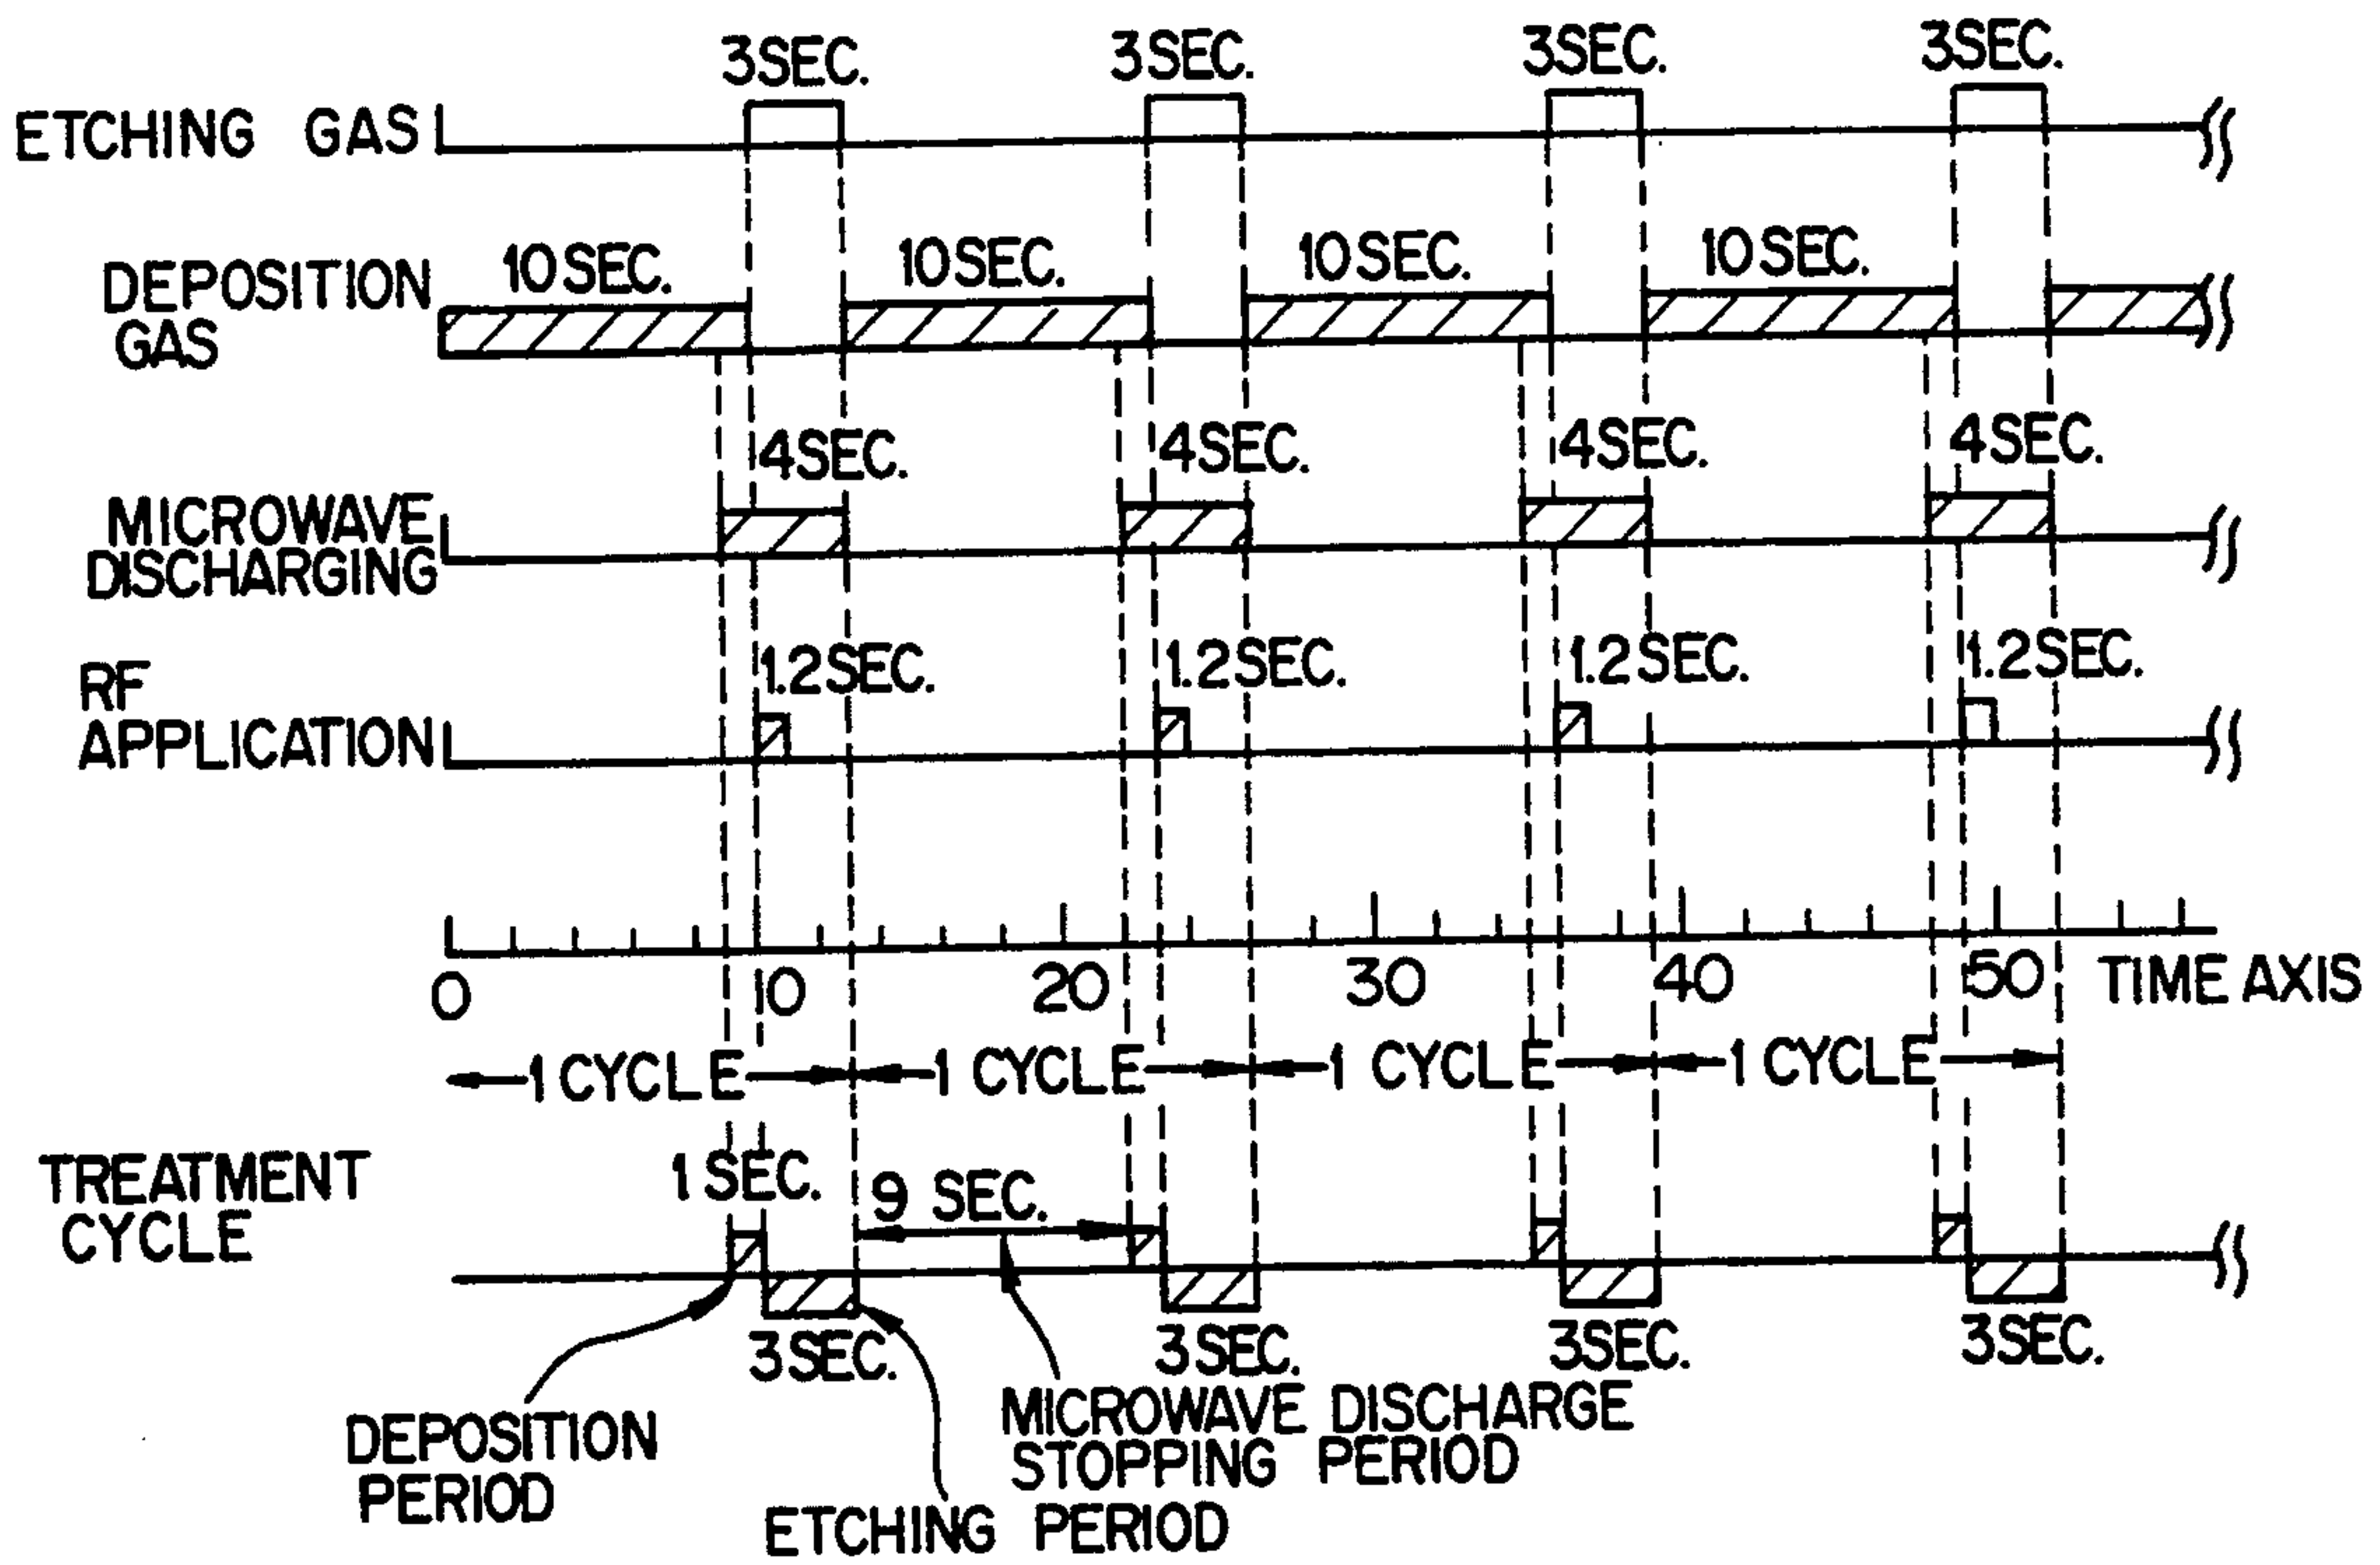 3SEC. 3SEC. 3SEC. 3SEC.
ETCHING GAS
10SEC. 10SEC. 10SEC. 10SEC.
DEPOSITION
GAS
4SEC. 4SEC. 4SEC. 4SEC.
MICROWAVE
DISCHARGING
1.2SEC. 1.2SEC. 1.2SEC. 1.2SEC.
RF
APPLICATION
0 10 20 30 40 50 TIME AXIS
1 CYCLE 1 CYCLE 1 CYCLE 1 CYCLE
TREATMENT
CYCLE
1 SEC. 9 SEC.
3SEC. 3SEC. 3SEC. 3SEC.
DEPOSITION
PERIOD
MICROWAVE DISCHARGE
STOPPING PERIOD
ETCHING PERIOD